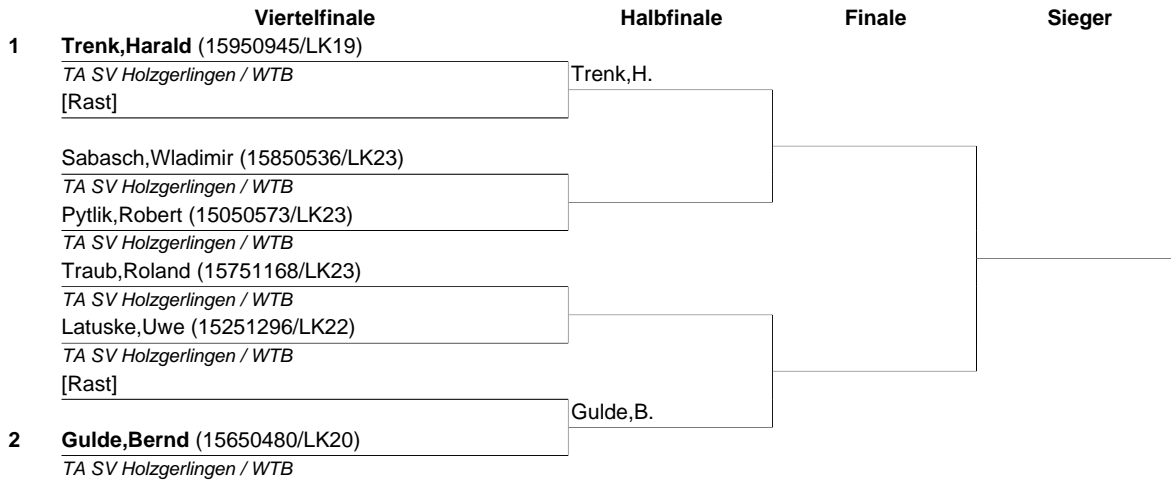 Viertelfinale Halbfinale Finale Sieger
1 Trenk,Harald (15950945/LK19)
TA SV Holzgerlingen / WTB Trenk,H.
[Rast]
Sabasch,Wladimir (15850536/LK23)
TA SV Holzgerlingen / WTB
Pytlik,Robert (15050573/LK23)
TA SV Holzgerlingen / WTB
Traub,Roland (15751168/LK23)
TA SV Holzgerlingen / WTB
Latuske,Uwe (15251296/LK22)
TA SV Holzgerlingen / WTB
[Rast]
Gulde,B.
2 Gulde,Bernd (15650480/LK20)
TA SV Holzgerlingen / WTB